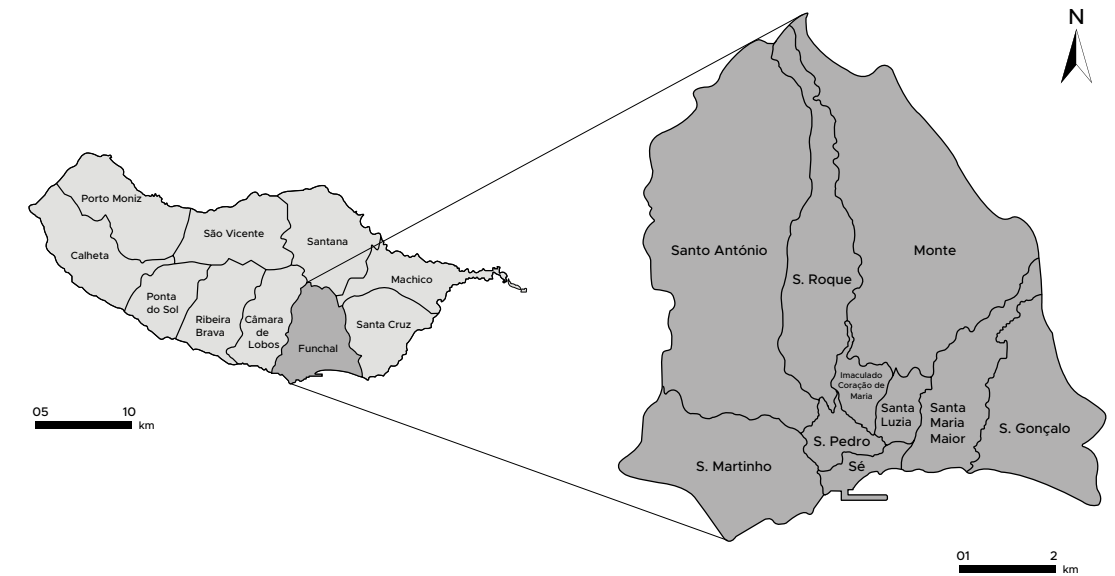 N
Porto Moniz
São Vicente
Santana
Calheta
Machico
Ponta
do Sol
Ribeira
Brava
Câmara
de
Lobos
Santa Cruz
Funchal
05 10
km
Santo António
Monte
S. Roque
Imaculado
Coração de
Maria
Santa
Luzia
Santa
Maria
Maior
S. Gonçalo
S. Pedro
S. Martinho
Sé
01 2
km